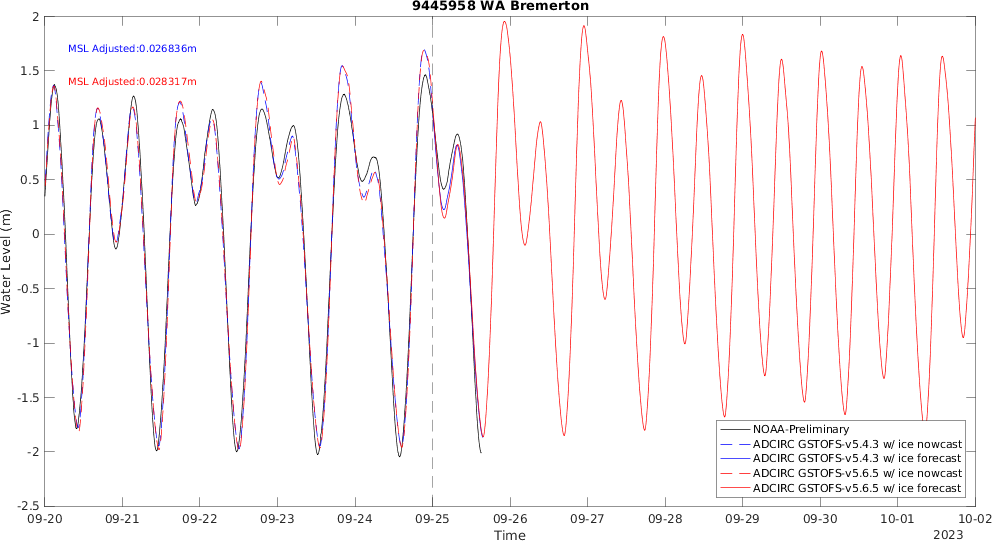 9445958 WA Bremerton
MSL Adjusted:0.026836m
MSL Adjusted:0.028317m
Water Level (m)
2
1.5
1
0.5
0
-0.5
-1
-1.5
-2
-2.5
NOAA-Preliminary
ADCIRC GSTOFS-v5.4.3 w/ ice nowcast
ADCIRC GSTOFS-v5.4.3 w/ ice forecast
ADCIRC GSTOFS-v5.6.5 w/ ice nowcast
ADCIRC GSTOFS-v5.6.5 w/ ice forecast
09-20 09-21 09-22 09-23 09-24 09-25 09-26 09-27 09-28 09-29 09-30 10-01 10-02
Time
2023